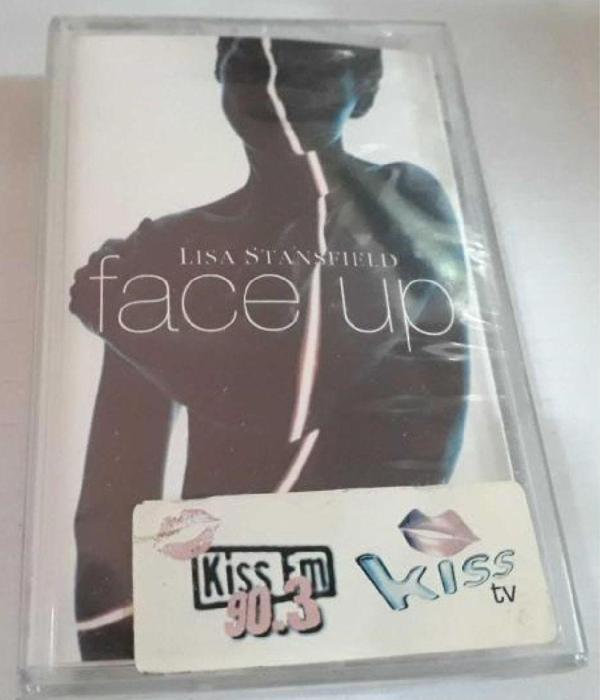 LISA STANSFIELD
face up
Kiss Fm
90.3
kiss
tv